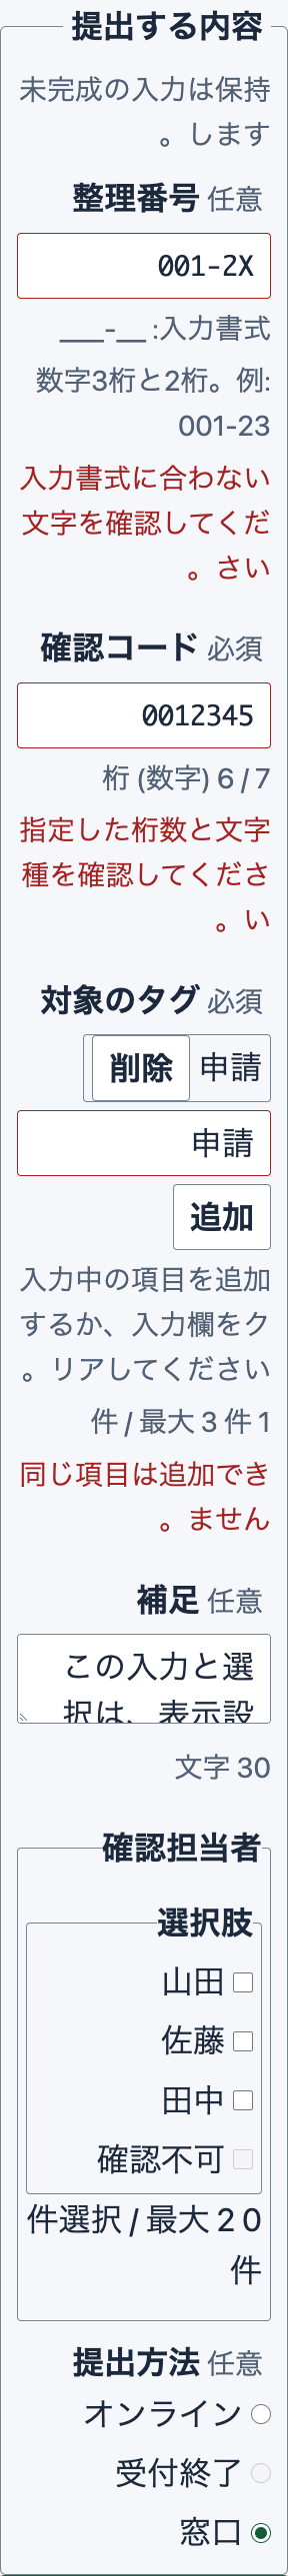 提出する内容
未完成の入力は保持
。します
整理番号 任意
001-2X
___-__ :入力書式
数字3桁と2桁。例:
001-23
入力書式に合わない
文字を確認してくだ
。さい
確認コード 必須
0012345
桁 (数字) 6 / 7
指定した桁数と文字
種を確認してくださ
。い
対象のタグ 必須
削除 申請
申請
追加
入力中の項目を追加
するか、入力欄をク
。リアしてください
件 / 最大 3 件 1
同じ項目は追加でき
。ません
補足 任意
この入力と選
択は、表示設
文字 30
確認担当者
選択肢
山田
佐藤
田中
確認不可
件選択 / 最大 2 0
件
提出方法 任意
オンライン
受付終了
窓口